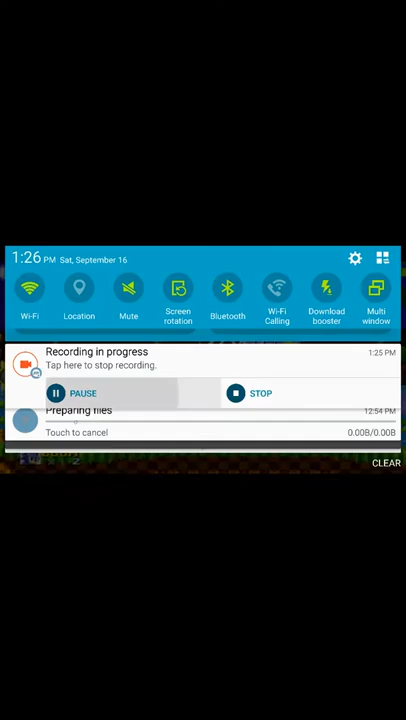 1:26 PM Sat, September 16
Wi-Fi
Location
Mute
Screen rotation
Bluetooth
Wi-Fi Calling
Download booster
Multi window
Recording in progress 1:25 PM
Tap here to stop recording.
PAUSE STOP
Preparing files 12:54 PM
Touch to cancel 0.00B/0.00B
CLEAR